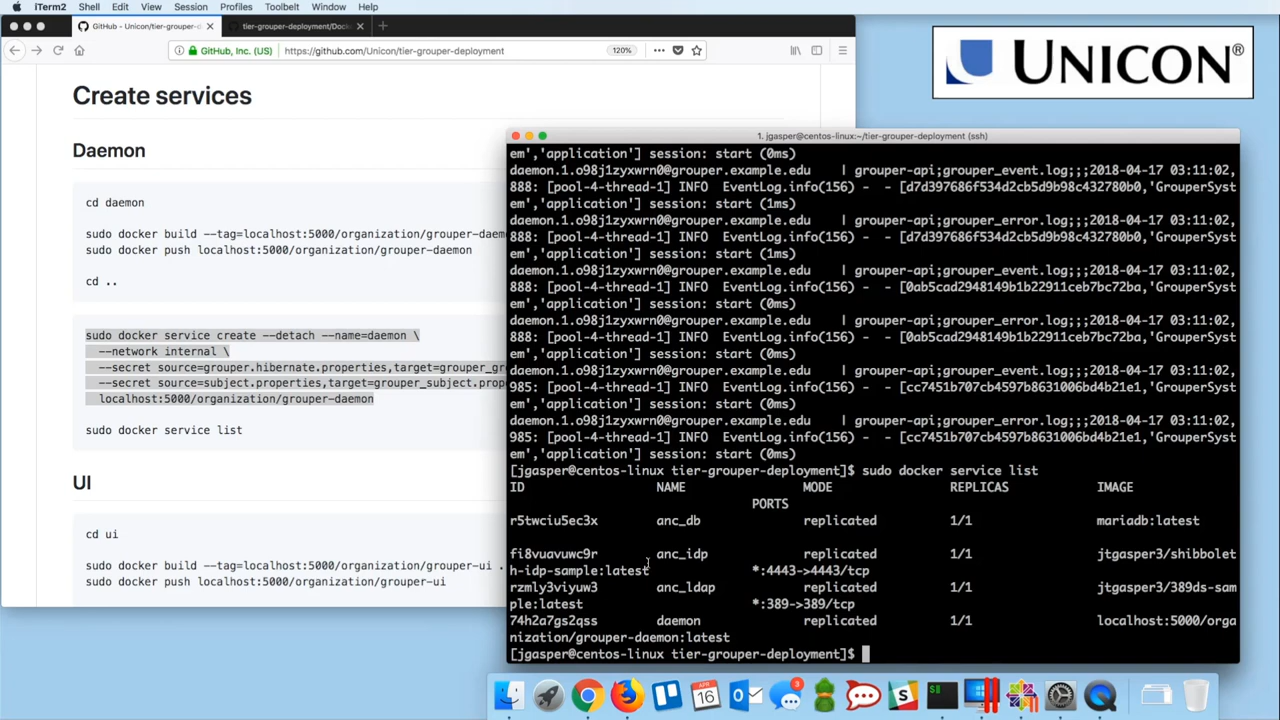 iTerm2 Shell Edit View Session Profiles Toolbelt Window Help
GitHub - Unicon/tier-grouper-d
tier-grouper-deployment/Dock
GitHub, Inc. (US)
https://github.com/Unicon/tier-grouper-deployment
120%
UNICON®
Create services
Daemon
cd daemon
sudo docker build --tag=localhost:5000/organization/grouper-daem
sudo docker push localhost:5000/organization/grouper-daemon
cd ..
sudo docker service create --detach --name=daemon \
--network internal \
--secret source=grouper.hibernate.properties,target=grouper_gr
--secret source=subject.properties,target=grouper_subject.prop
localhost:5000/organization/grouper-daemon
sudo docker service list
UI
cd ui
sudo docker build --tag=localhost:5000/organization/grouper-ui .
sudo docker push localhost:5000/organization/grouper-ui
1. jgasper@centos-linux:~/tier-grouper-deployment (ssh)
em','application'] session: start (0ms)
daemon.1.o98j1zyxwrn0@grouper.example.edu | grouper-api;grouper_event.log;;;2018-04-17 03:11:02,
888: [pool-4-thread-1] INFO EventLog.info(156) - - [d7d397686f534d2cb5d9b98c432780b0,'GrouperSyst
em','application'] session: start (1ms)
daemon.1.o98j1zyxwrn0@grouper.example.edu | grouper-api;grouper_error.log;;;2018-04-17 03:11:02,
888: [pool-4-thread-1] INFO EventLog.info(156) - - [d7d397686f534d2cb5d9b98c432780b0,'GrouperSyst
em','application'] session: start (1ms)
daemon.1.o98j1zyxwrn0@grouper.example.edu | grouper-api;grouper_event.log;;;2018-04-17 03:11:02,
888: [pool-4-thread-1] INFO EventLog.info(156) - - [0ab5cad2948149b1b22911ceb7bc72ba,'GrouperSyst
em','application'] session: start (0ms)
daemon.1.o98j1zyxwrn0@grouper.example.edu | grouper-api;grouper_error.log;;;2018-04-17 03:11:02,
888: [pool-4-thread-1] INFO EventLog.info(156) - - [0ab5cad2948149b1b22911ceb7bc72ba,'GrouperSyst
em','application'] session: start (0ms)
daemon.1.o98j1zyxwrn0@grouper.example.edu | grouper-api;grouper_event.log;;;2018-04-17 03:11:02,
985: [pool-4-thread-1] INFO EventLog.info(156) - - [cc7451b707cb4597b8631006bd4b21e1,'GrouperSyst
em','application'] session: start (0ms)
daemon.1.o98j1zyxwrn0@grouper.example.edu | grouper-api;grouper_error.log;;;2018-04-17 03:11:02,
985: [pool-4-thread-1] INFO EventLog.info(156) - - [cc7451b707cb4597b8631006bd4b21e1,'GrouperSyst
em','application'] session: start (0ms)
[jgasper@centos-linux tier-grouper-deployment]$ sudo docker service list
ID NAME MODE REPLICAS IMAGE
PORTS
r5twciu5ec3x anc_db replicated 1/1 mariadb:latest
fi8vuavuwc9r anc_idp replicated 1/1 jtgasper3/shibbolet
h-idp-sample:latest *:4443->4443/tcp
rzmly3viyuw3 anc_ldap replicated 1/1 jtgasper3/389ds-sam
ple:latest *:389->389/tcp
74h2a7gs2qss daemon replicated 1/1 localhost:5000/orga
nization/grouper-daemon:latest
[jgasper@centos-linux tier-grouper-deployment]$
APR
16
3